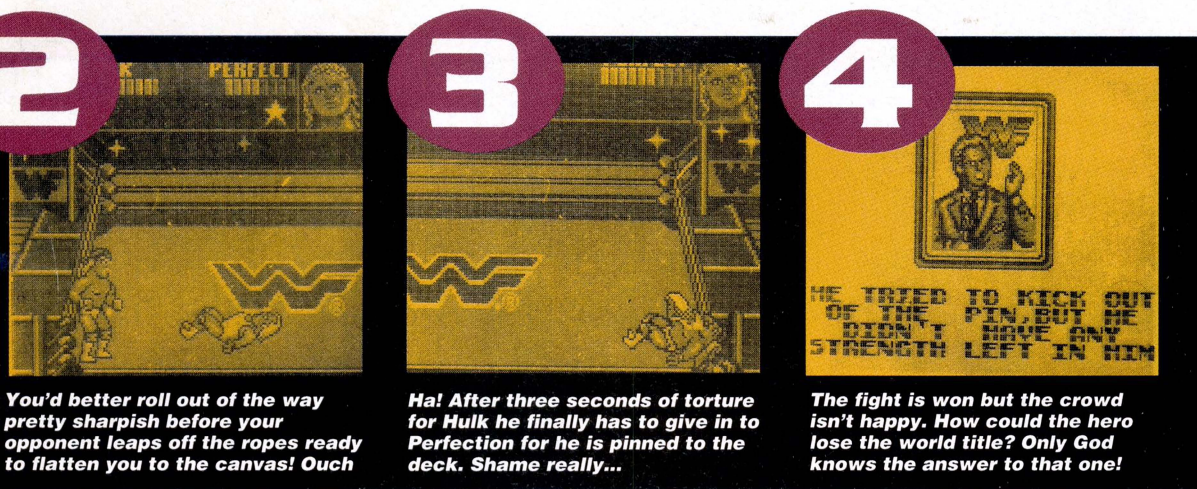 2
K PERFECT
WF
WF
You'd better roll out of the way
pretty sharpish before your
opponent leaps off the ropes ready
to flatten you to the canvas! Ouch
3
WF
WF
Ha! After three seconds of torture
for Hulk he finally has to give in to
Perfection for he is pinned to the
deck. Shame really...
4
WF
HE TRIED TO KICK OUT
OF THE PIN, BUT HE
DIDN'T HAVE ANY
STRENGTH LEFT IN HIM
The fight is won but the crowd
isn't happy. How could the hero
lose the world title? Only God
knows the answer to that one!